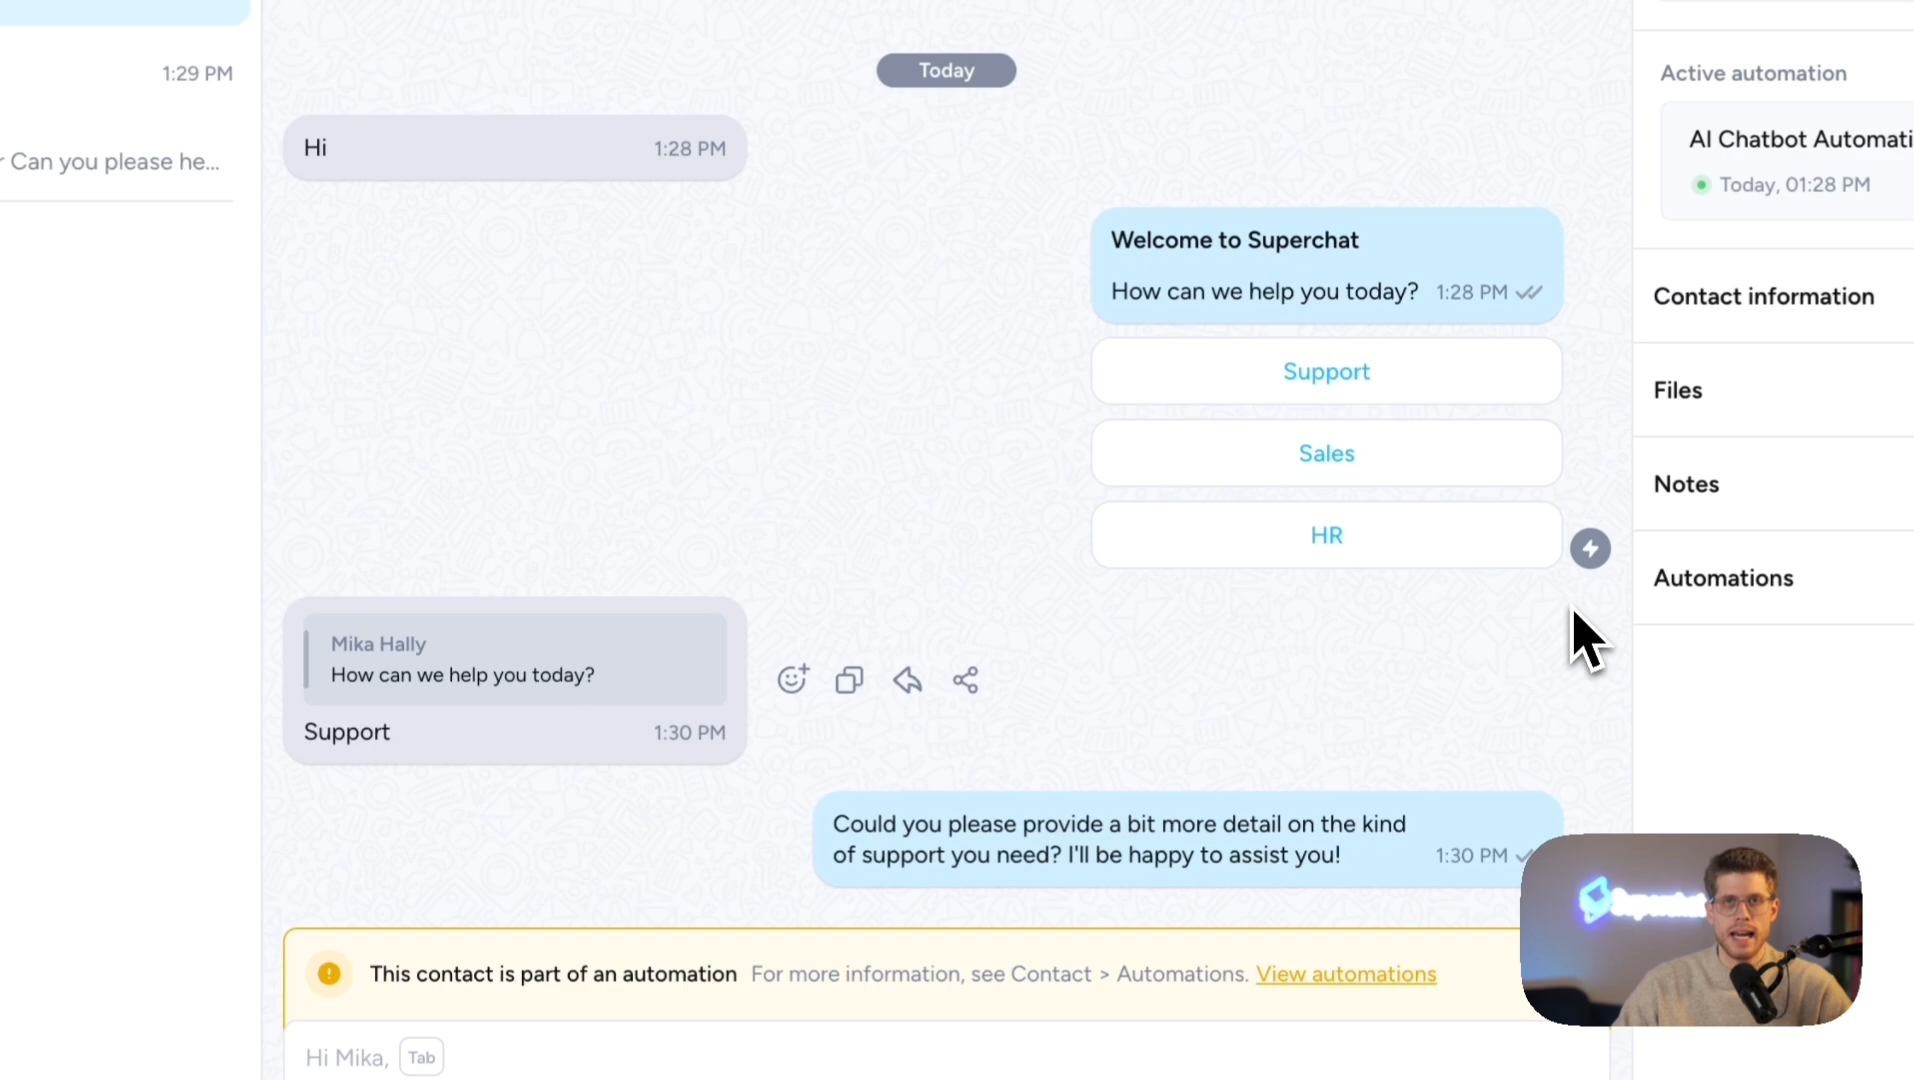 1:29 PM
Can you please he...
Today
Hi 1:28 PM
Welcome to Superchat
How can we help you today? 1:28 PM
Support
Sales
HR
Mika Hally
How can we help you today?
Support 1:30 PM
Could you please provide a bit more detail on the kind
of support you need? I'll be happy to assist you! 1:30 PM
This contact is part of an automation For more information, see Contact > Automations. View automations
Hi Mika, Tab
Active automation
AI Chatbot Automati
Today, 01:28 PM
Contact information
Files
Notes
Automations
Superchat